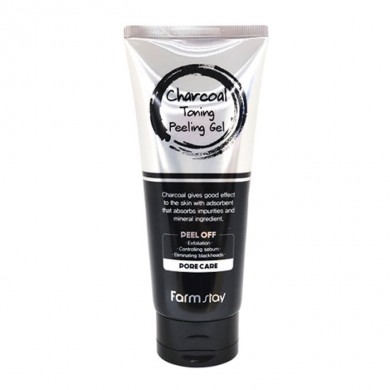 Charcoal
Toning
Peeling Gel
Charcoal gives good effect
to the skin with adsorbent
that absorbs impurities and
mineral ingredient.
PEEL OFF
· Exfoliation ·
· Controlling sebum ·
· Eliminating blackheads ·
PORE CARE
Farmstay